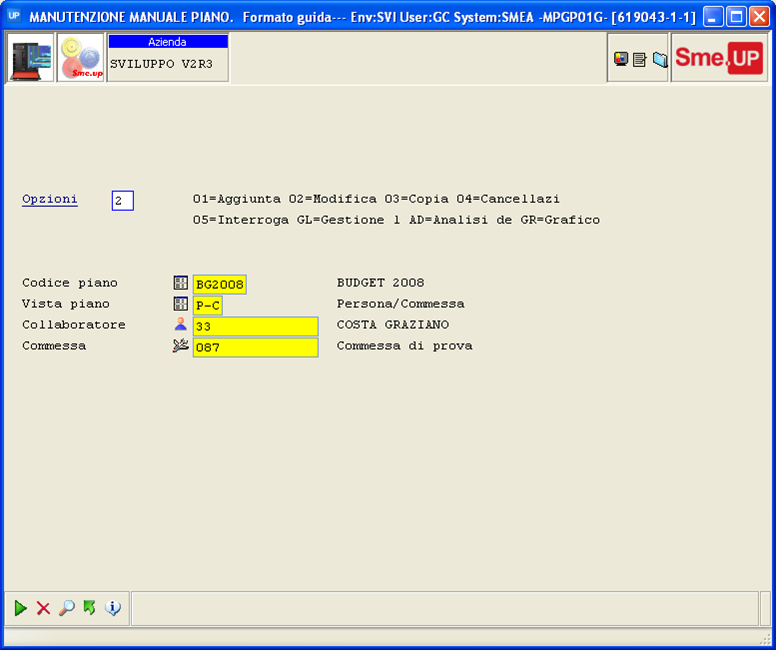 UP MANUTENZIONE MANUALE PIANO. Formato guida--- Env:SVI User:GC System:SMEA -MPGP01G- [619043-1-1]
Sme.up
Azienda
SVILUPPO V2R3
Sme.UP
Opzioni 2 01=Aggiunta 02=Modifica 03=Copia 04=Cancellazi
05=Interroga GL=Gestione l AD=Analisi de GR=Grafico
Codice piano BG2008 BUDGET 2008
Vista piano P-C Persona/Commessa
Collaboratore 33 COSTA GRAZIANO
Commessa 087 Commessa di prova